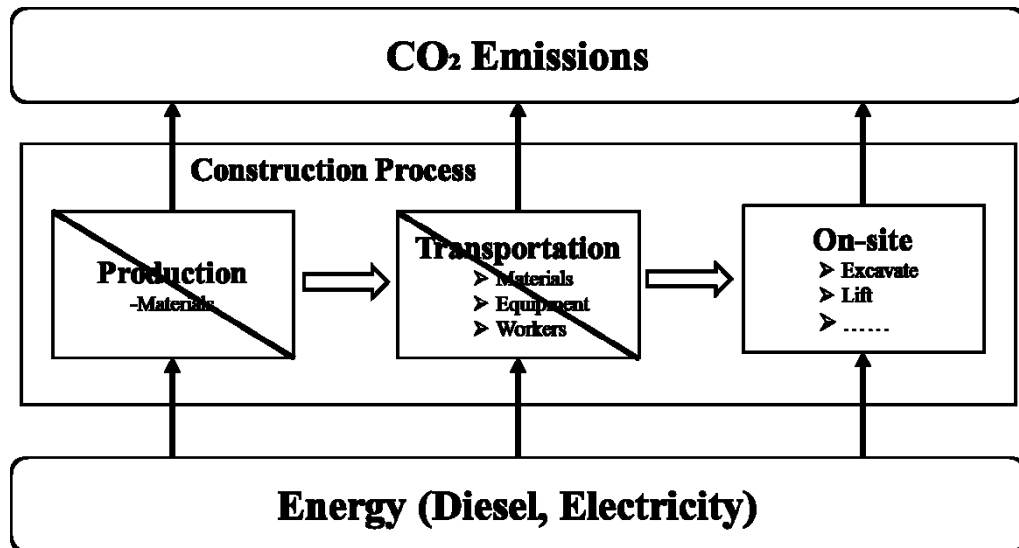 CO₂ Emissions
Construction Process
Production
-Materials
Transportation
➢ Materials
➢ Equipment
➢ Workers
On-site
➢ Excavate
➢ Lift
➢ ......
Energy (Diesel, Electricity)